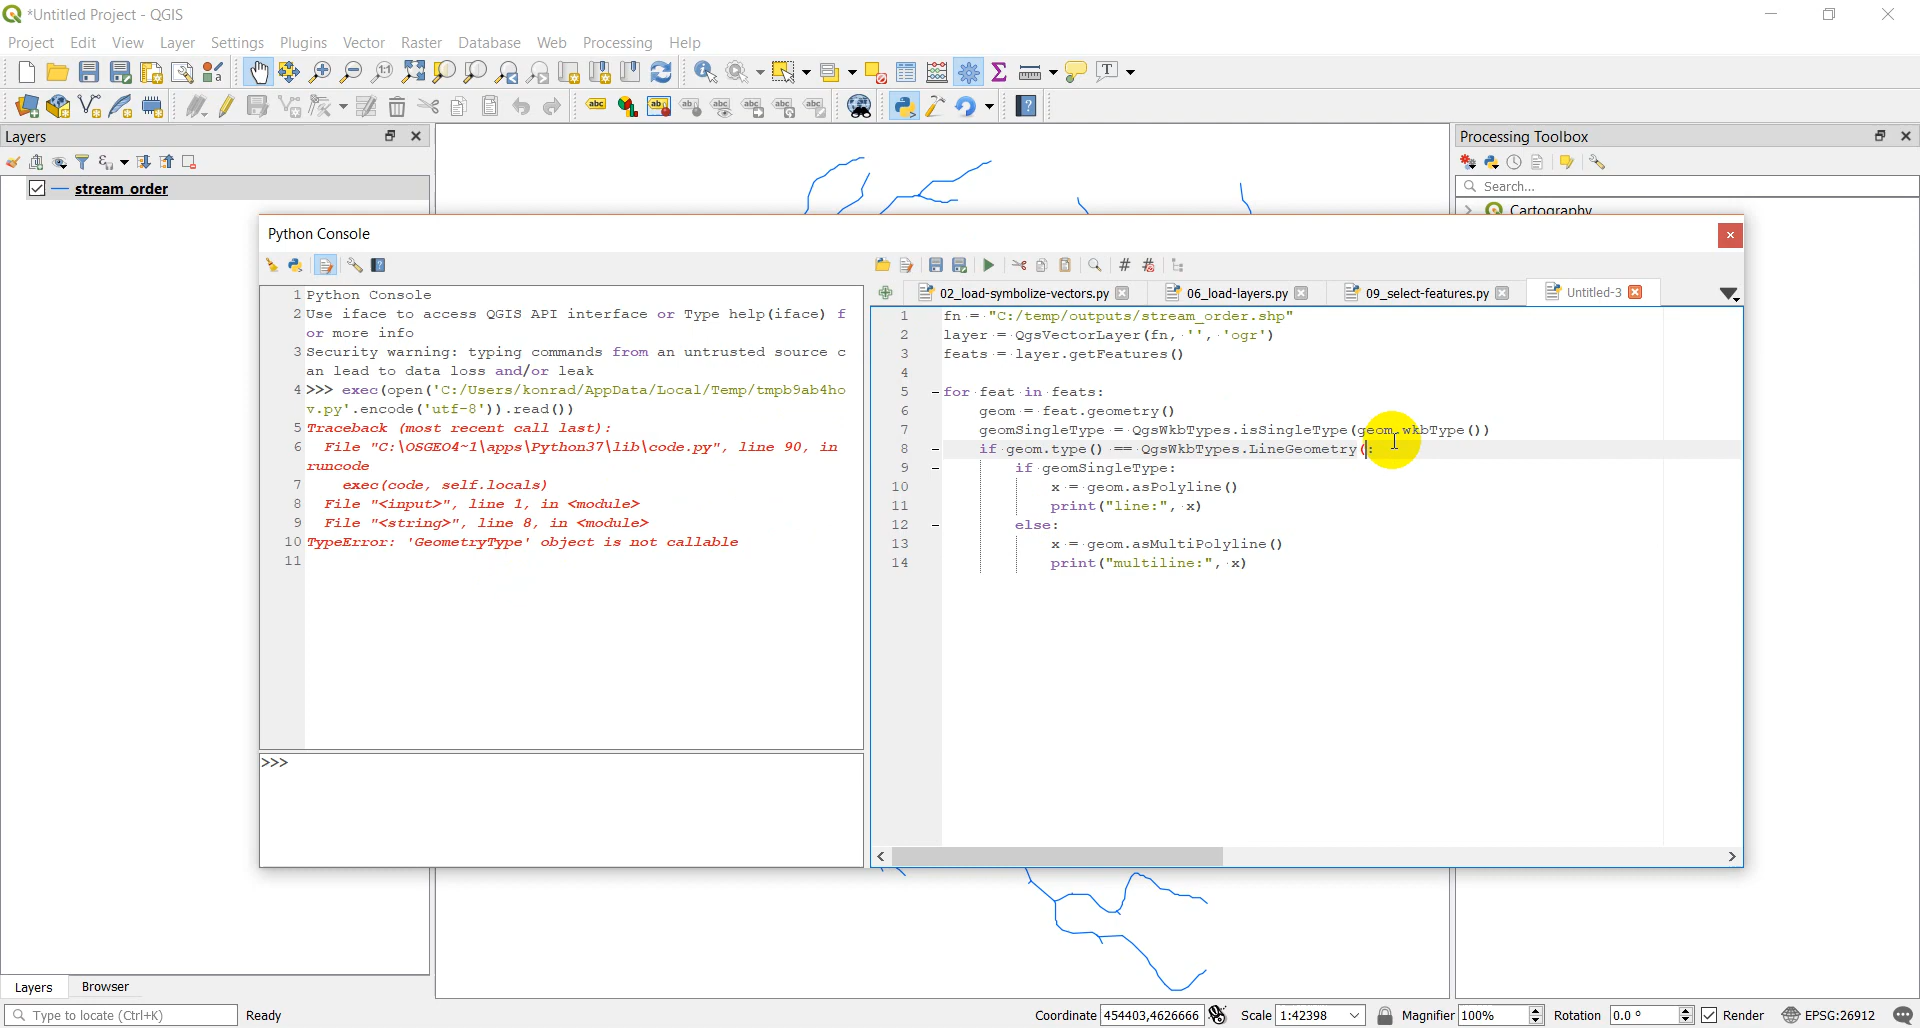 *Untitled Project - QGIS
Project Edit View Layer Settings Plugins Vector Raster Database Web Processing Help
Layers
stream_order
Processing Toolbox
Search...
Cartography
Python Console
1 Python Console
2 Use iface to access QGIS API interface or Type help(iface) f
or more info
3 Security warning: typing commands from an untrusted source c
an lead to data loss and/or leak
4 >>> exec(open('C:/Users/konrad/AppData/Local/Temp/tmpb9ab4ho
v.py'.encode('utf-8')).read())
5 Traceback (most recent call last):
6 File "C:\OSGEO4~1\apps\Python37\lib\code.py", line 90, in
runcode
7 exec(code, self.locals)
8 File "<input>", line 1, in <module>
9 File "<string>", line 8, in <module>
10 TypeError: 'GeometryType' object is not callable
11
>>>
02_load-symbolize-vectors.py 06_load-layers.py 09_select-features.py Untitled-3
1 fn = "C:/temp/outputs/stream_order.shp"
2 layer = QgsVectorLayer(fn, '', 'ogr')
3 feats = layer.getFeatures()
4
5 for feat in feats:
6 geom = feat.geometry()
7 geomSingleType = QgsWkbTypes.isSingleType(geom.wkbType())
8 if geom.type() == QgsWkbTypes.LineGeometry(:
9 if geomSingleType:
10 x = geom.asPolyline()
11 print("line:", x)
12 else:
13 x = geom.asMultiPolyline()
14 print("multiline:", x)
Layers Browser
Type to locate (Ctrl+K) Ready Coordinate 454403,4626666 Scale 1:42398 Magnifier 100% Rotation 0.0 ° Render EPSG:26912